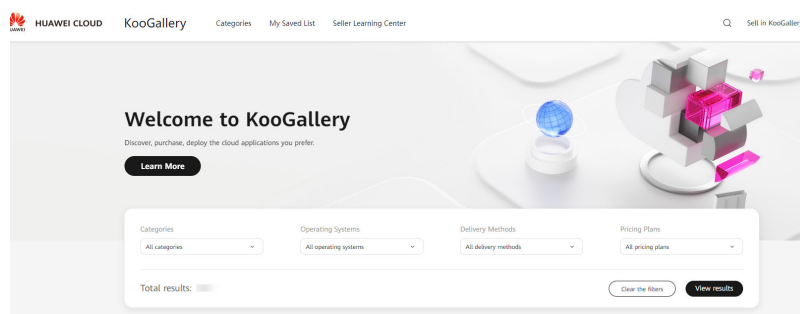 HUAWEI
HUAWEI CLOUD KooGallery Categories My Saved List Seller Learning Center Sell in KooGaller
Welcome to KooGallery
Discover, purchase, deploy the cloud applications you prefer.
Learn More
Categories Operating Systems Delivery Methods Pricing Plans
All categories All operating systems All delivery methods All pricing plans
Total results: Clear the filters View results